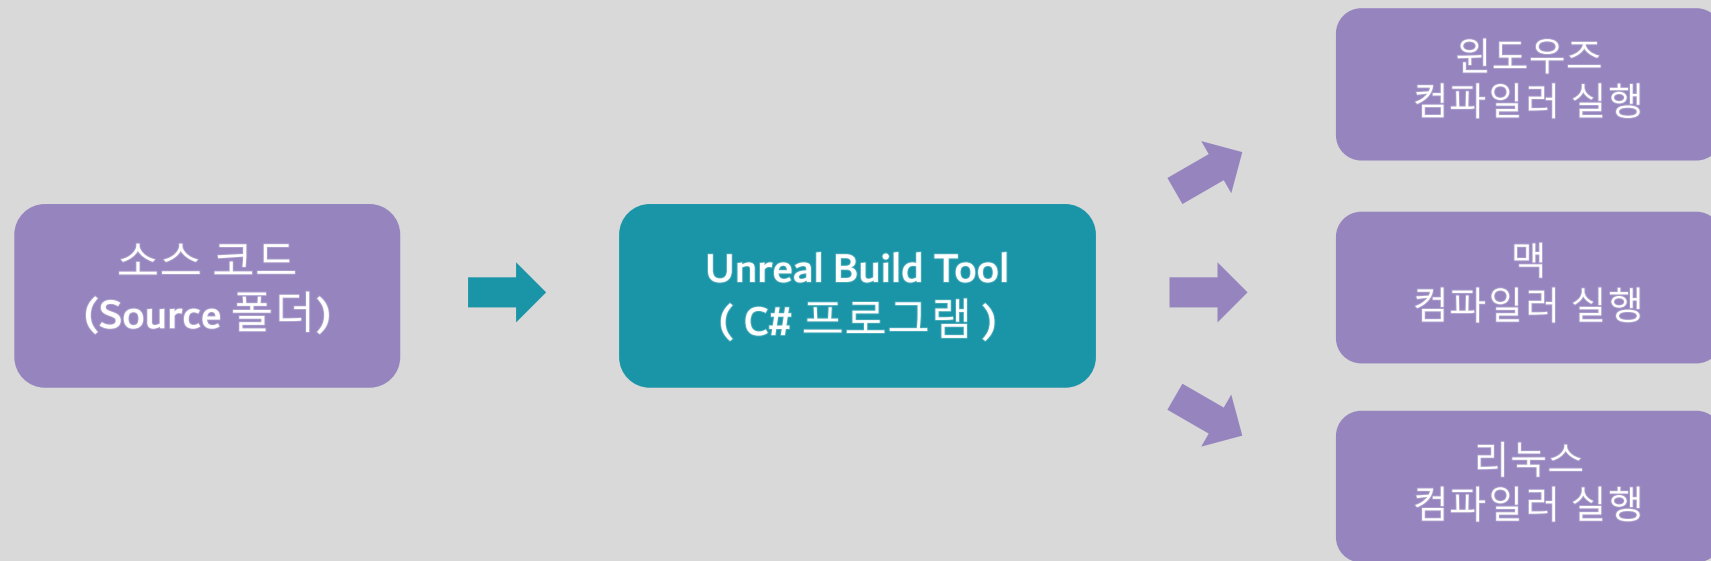 소스 코드
(Source 폴더)
Unreal Build Tool
( C# 프로그램 )
윈도우즈
컴파일러 실행
맥
컴파일러 실행
리눅스
컴파일러 실행